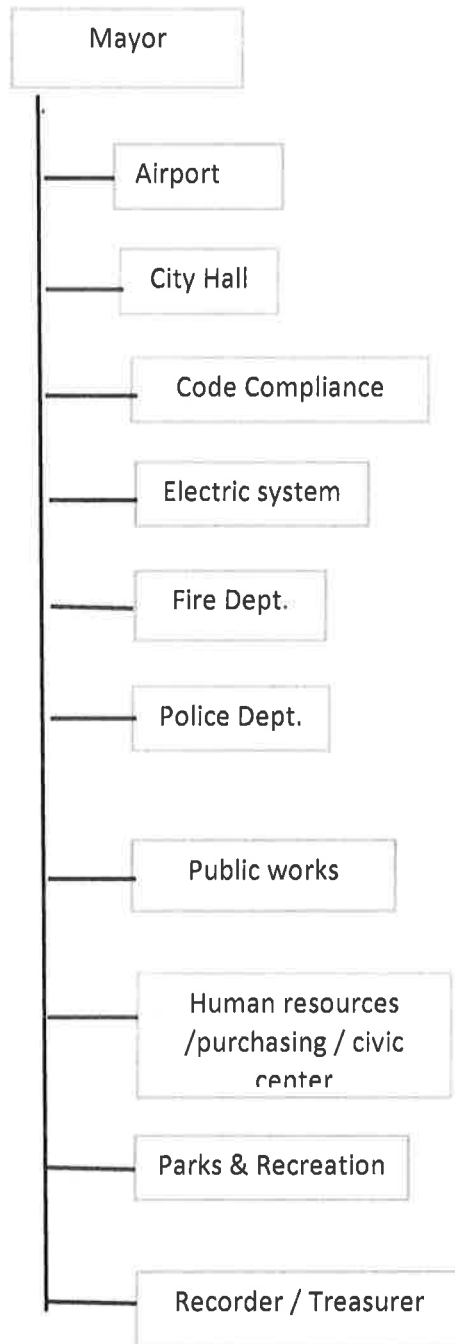 Mayor
Airport
City Hall
Code Compliance
Electric system
Fire Dept.
Police Dept.
Public works
Human resources
/purchasing / civic
center
Parks & Recreation
Recorder / Treasurer